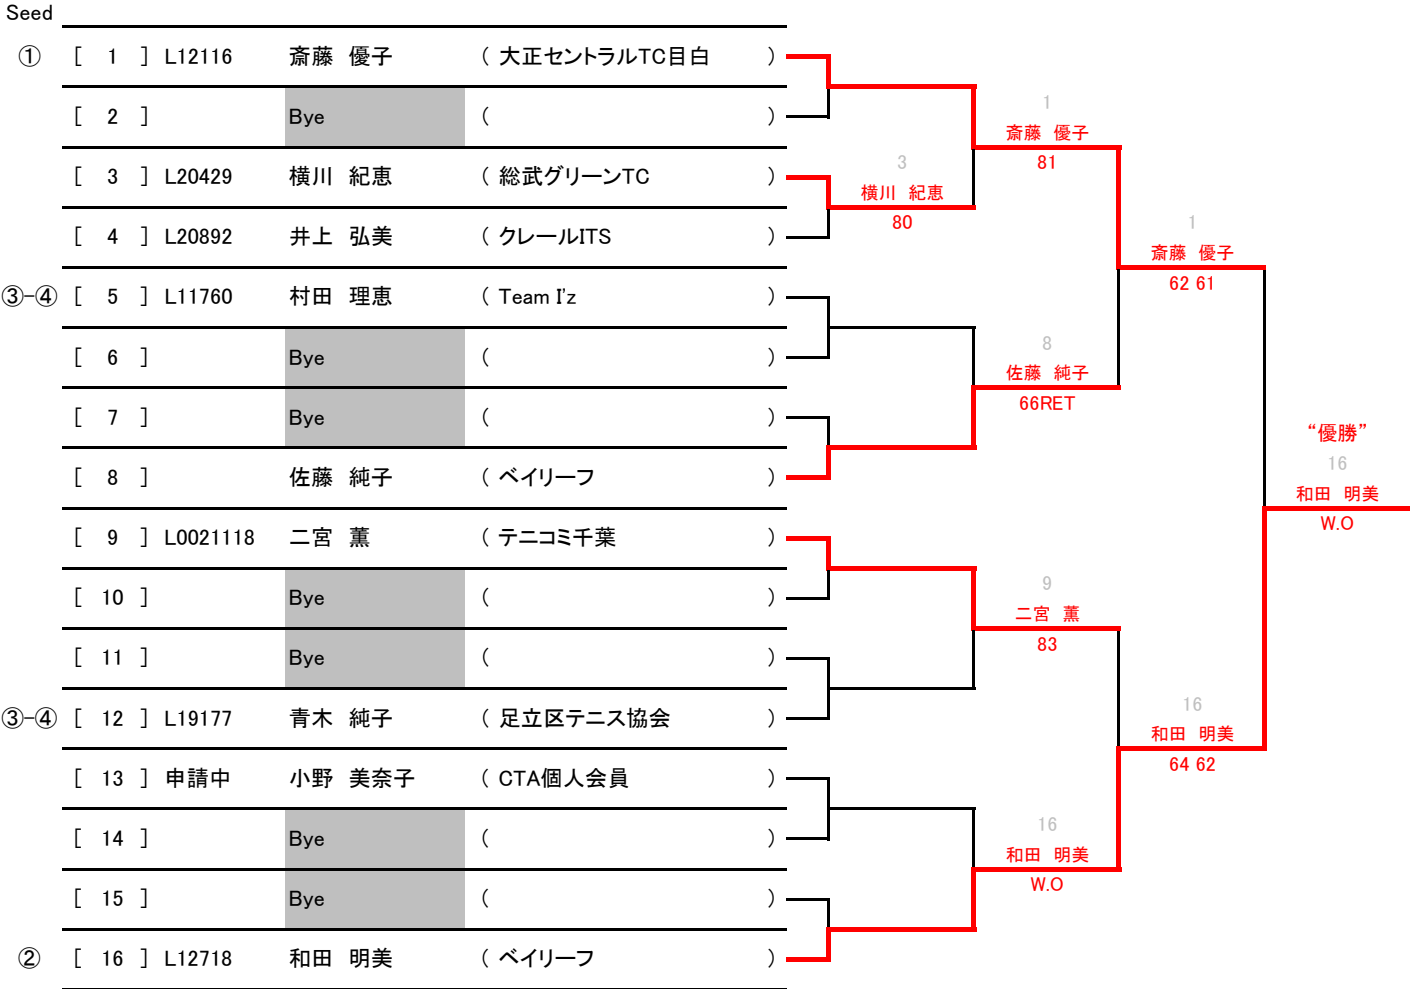 Seed
① [ 1 ] L12116 斎藤 優子 ( 大正セントラルTC目白 )
[ 2 ] Bye ( )
1
斎藤 優子
[ 3 ] L20429 横川 紀恵 ( 総武グリーンTC )
3
81
横川 紀恵
80
[ 4 ] L20892 井上 弘美 ( クレールITS )
1
斎藤 優子
62 61
③-④ [ 5 ] L11760 村田 理恵 ( Team I'z )
[ 6 ] Bye ( )
8
佐藤 純子
66RET
[ 7 ] Bye ( )
“優勝”
16
和田 明美
W.O
[ 8 ] 佐藤 純子 ( ベイリーフ )
[ 9 ] L0021118 二宮 薫 ( テニコミ千葉 )
[ 10 ] Bye ( )
9
二宮 薫
83
[ 11 ] Bye ( )
③-④ [ 12 ] L19177 青木 純子 ( 足立区テニス協会 )
16
和田 明美
64 62
[ 13 ] 申請中 小野 美奈子 ( CTA個人会員 )
[ 14 ] Bye ( )
16
和田 明美
W.O
[ 15 ] Bye ( )
② [ 16 ] L12718 和田 明美 ( ベイリーフ )